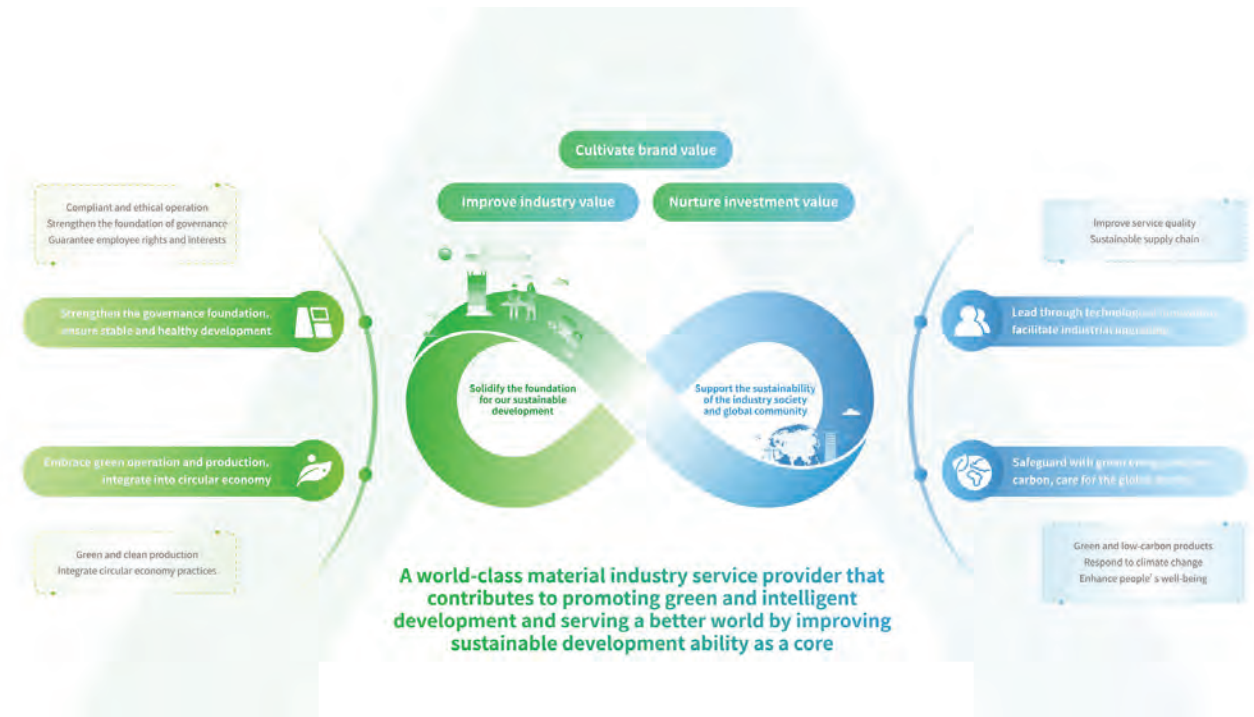 Cultivate brand value
Improve industry value
Nurture investment value
Compliant and ethical operation
Strengthen the foundation of governance
Guarantee employee rights and interests
Strengthen the governance foundation,
ensure stable and healthy development
Embrace green operation and production,
integrate into circular economy
Green and clean production
Integrate circular economy practices
Solidify the foundation
for our sustainable
development
Support the sustainability
of the industry society
and global community
Improve service quality
Sustainable supply chain
Lead through technological
facilitate industrial
Safeguard with green
carbon, care for the global
Green and low-carbon products
Respond to climate change
Enhance people's well-being
A world-class material industry service provider that
contributes to promoting green and intelligent
development and serving a better world by improving
sustainable development ability as a core